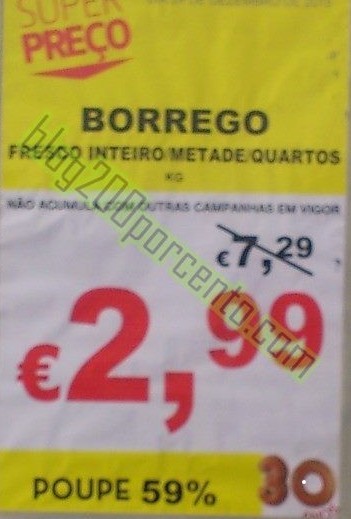 SUPER
PREÇO
BORREGO
FRESCO INTEIRO/METADE/QUARTOS
KG
NÃO ACUMULA COM OUTRAS CAMPANHAS EM VIGOR
€7,29
€2,99
POUPE 59%
30
blog200porcento.com